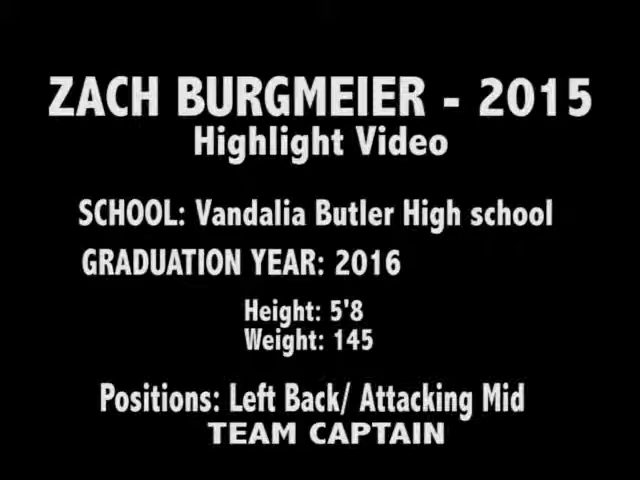 ZACH BURGMEIER - 2015
Highlight Video
SCHOOL: Vandalia Butler High school
GRADUATION YEAR: 2016
Height: 5'8
Weight: 145
Positions: Left Back/ Attacking Mid
TEAM CAPTAIN